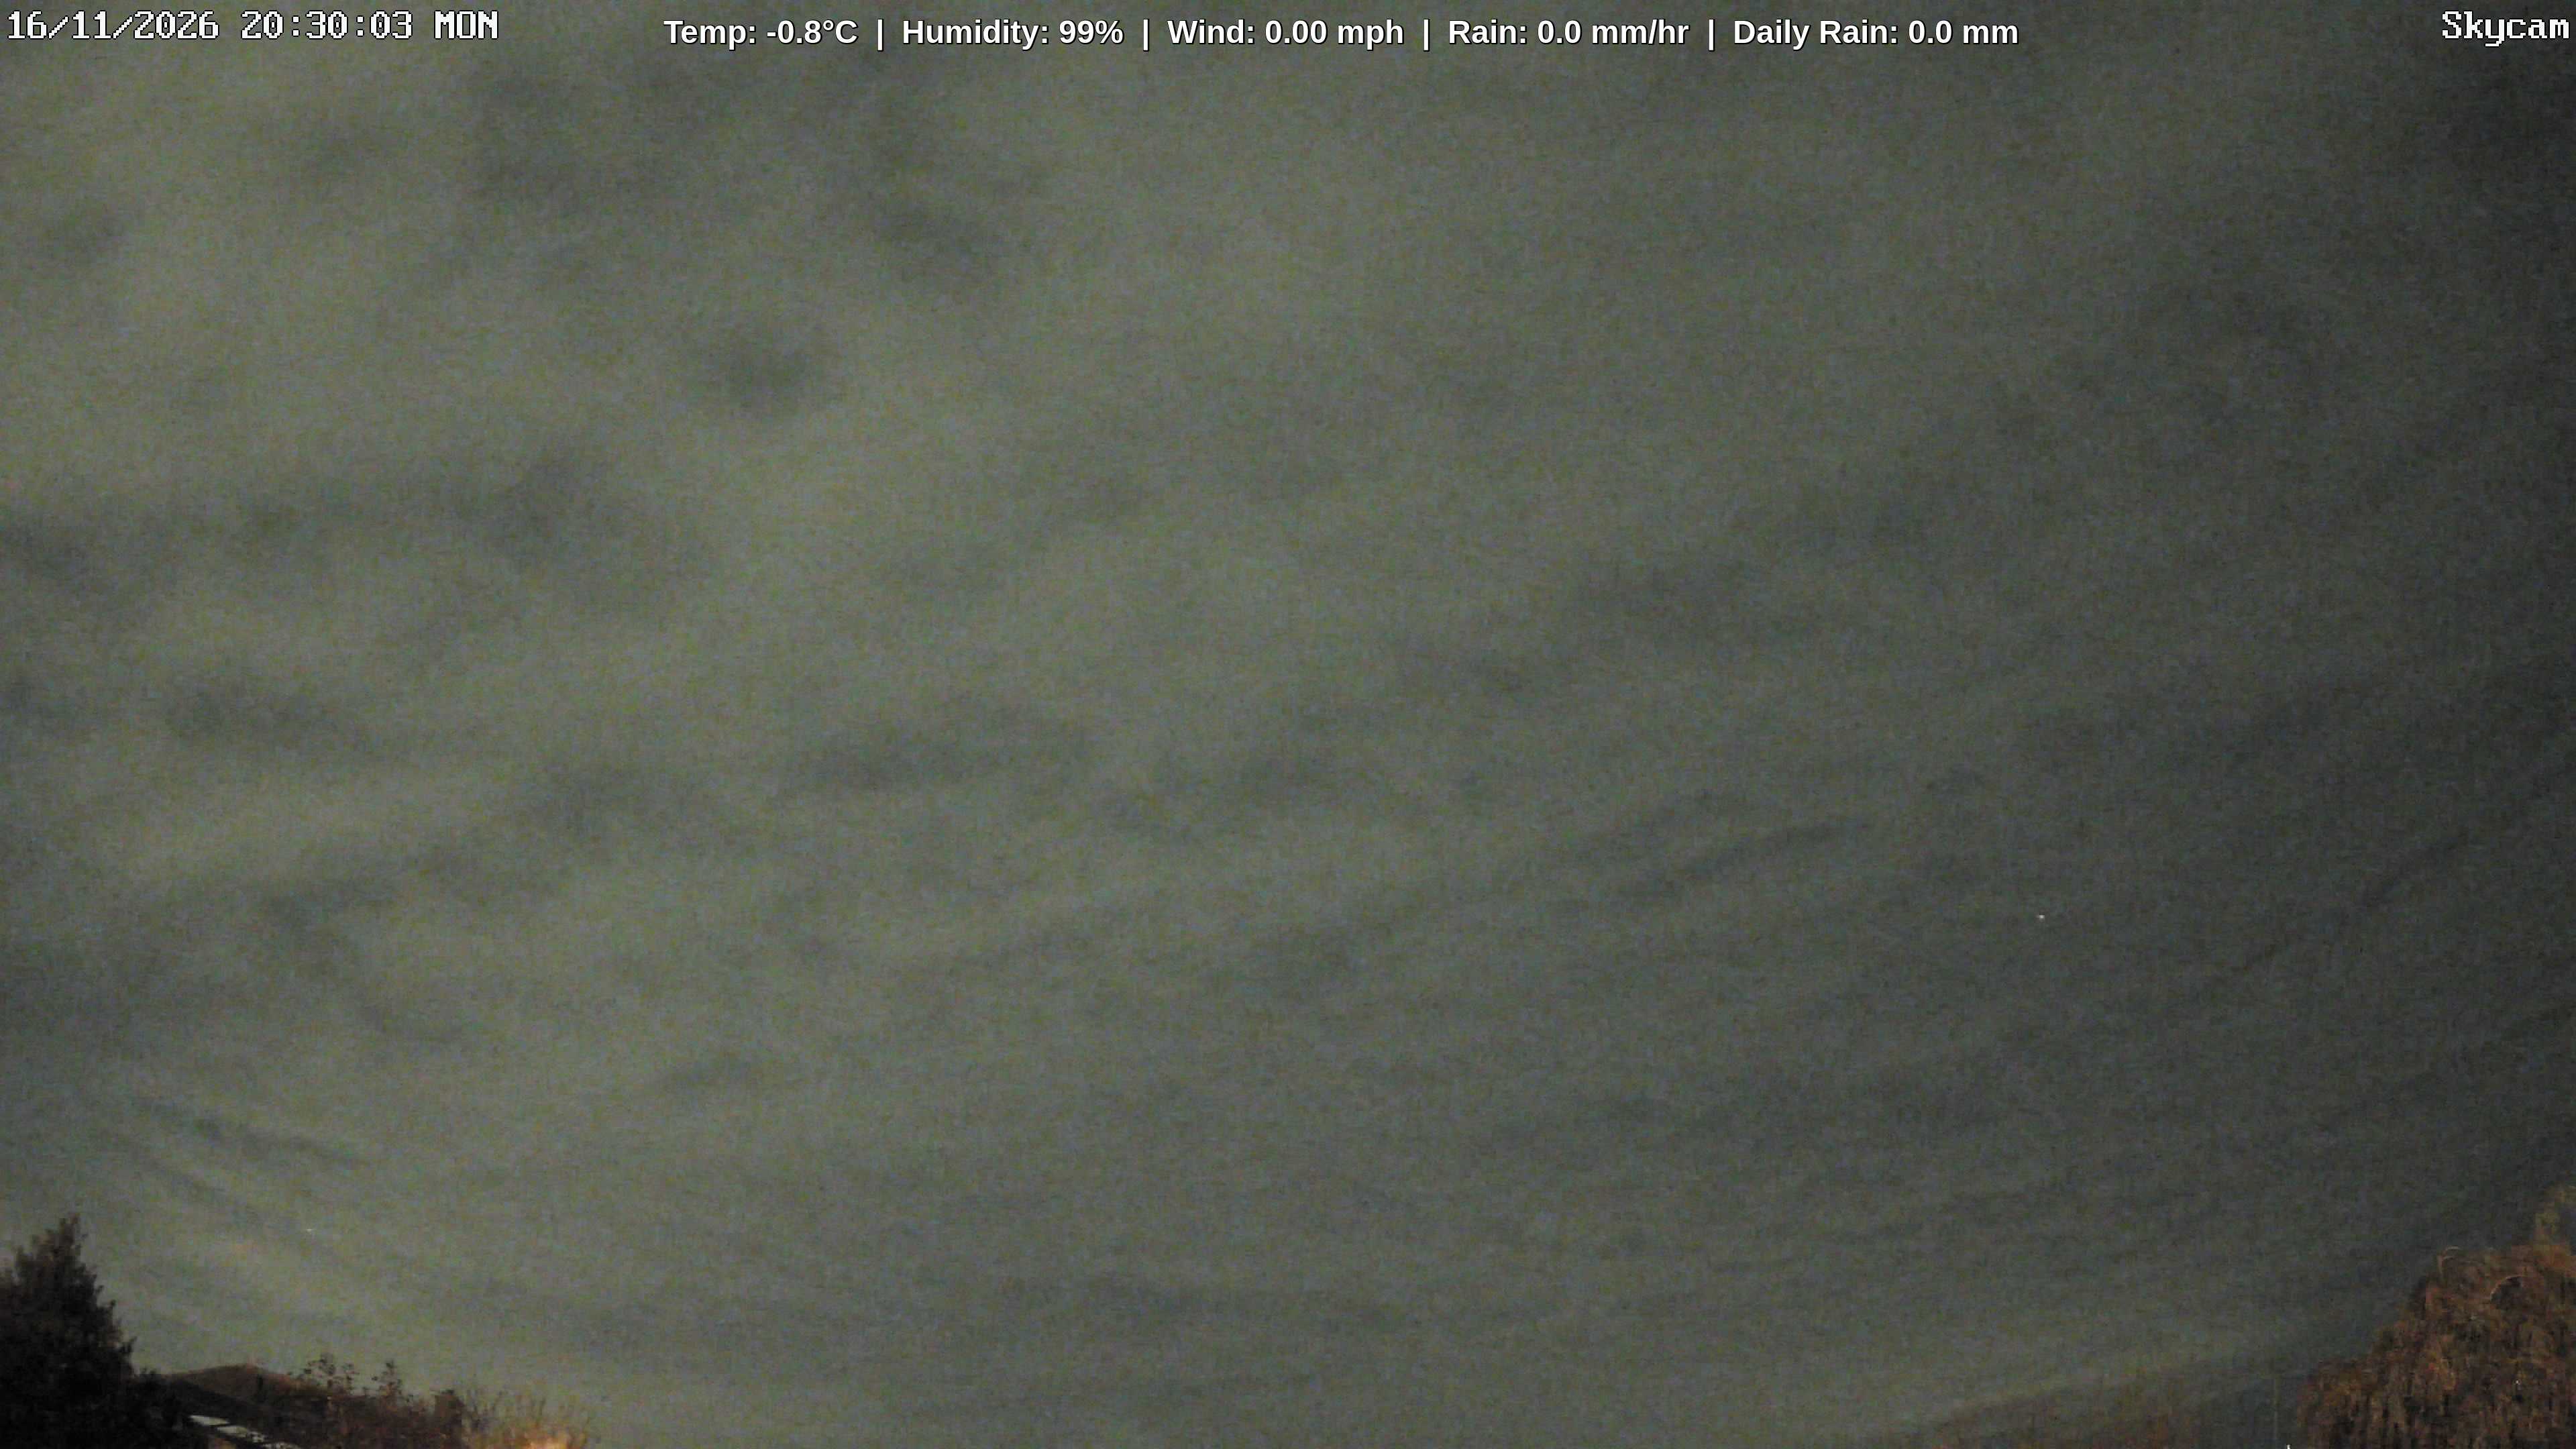 16/11/2026 20:30:03 MON
Temp: -0.8°C | Humidity: 99% | Wind: 0.00 mph | Rain: 0.0 mm/hr | Daily Rain: 0.0 mm
Skycam